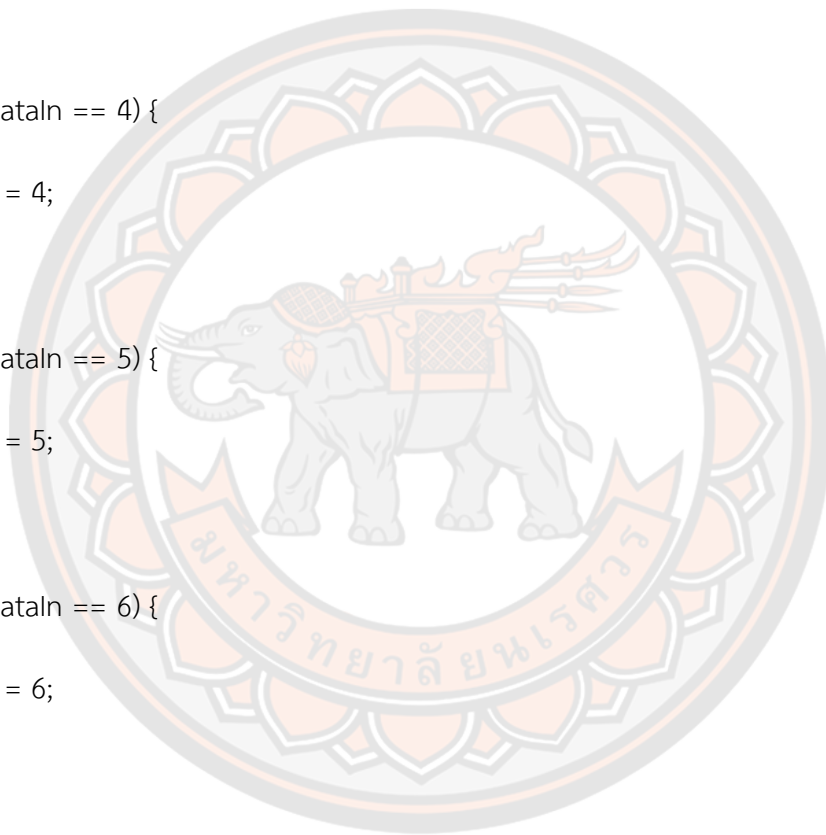 ataIn == 4) {
= 4;
ataIn == 5) {
= 5;
ataIn == 6) {
= 6;
มหาวิทยาลัยนเรศวร